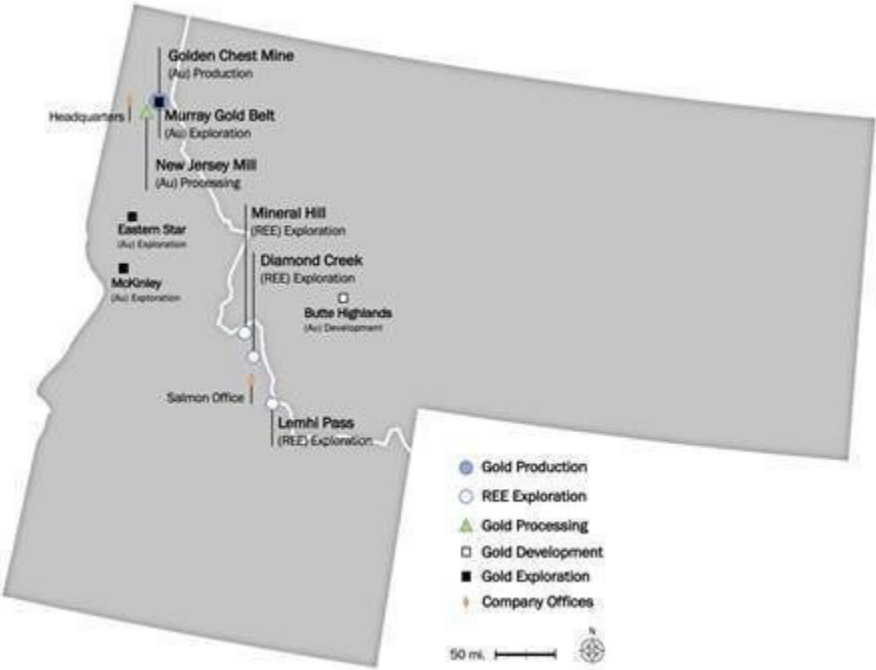 Golden Chest Mine
(Au) Production
Headquarters
Murray Gold Belt
(Au) Exploration
New Jersey Mill
(Au) Processing
Mineral Hill
(REE) Exploration
Eastern Star
(Au) Exploration
Diamond Creek
(REE) Exploration
McKinley
(Au) Exploration
Butte Highlands
(Au) Development
Salmon Office
Lemhi Pass
(REE) Exploration
Gold Production
REE Exploration
Gold Processing
Gold Development
Gold Exploration
Company Offices
N
50 mi.